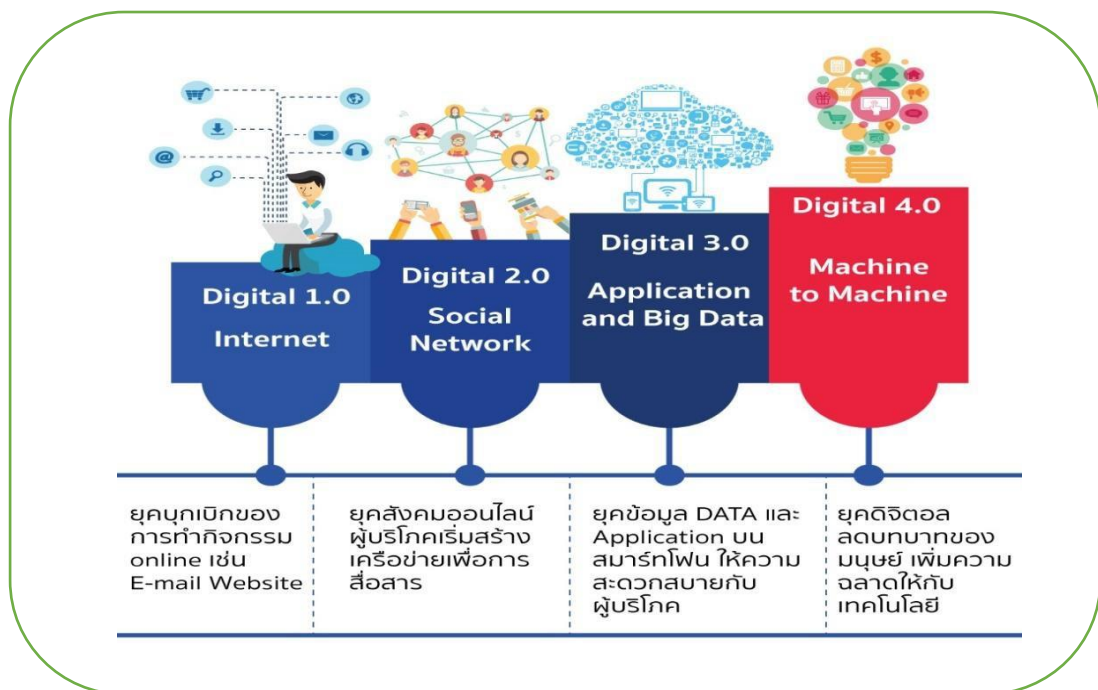 Digital 1.0
Internet
Digital 2.0
Social
Network
Digital 3.0
Application
and Big Data
Digital 4.0
Machine
to Machine
ยุคบุกเบิกของ
การทำกิจกรรม
online เช่น
E-mail Website
ยุคสังคมออนไลน์
ผู้บริโภคเริ่มสร้าง
เครือข่ายเพื่อการ
สื่อสาร
ยุคข้อมูล DATA และ
Application บน
สมาร์ทโฟน ให้ความ
สะดวกสบายกับ
ผู้บริโภค
ยุคดิจิตอล
ลดบทบาทของ
มนุษย์ เพิ่มความ
ฉลาดให้กับ
เทคโนโลยี